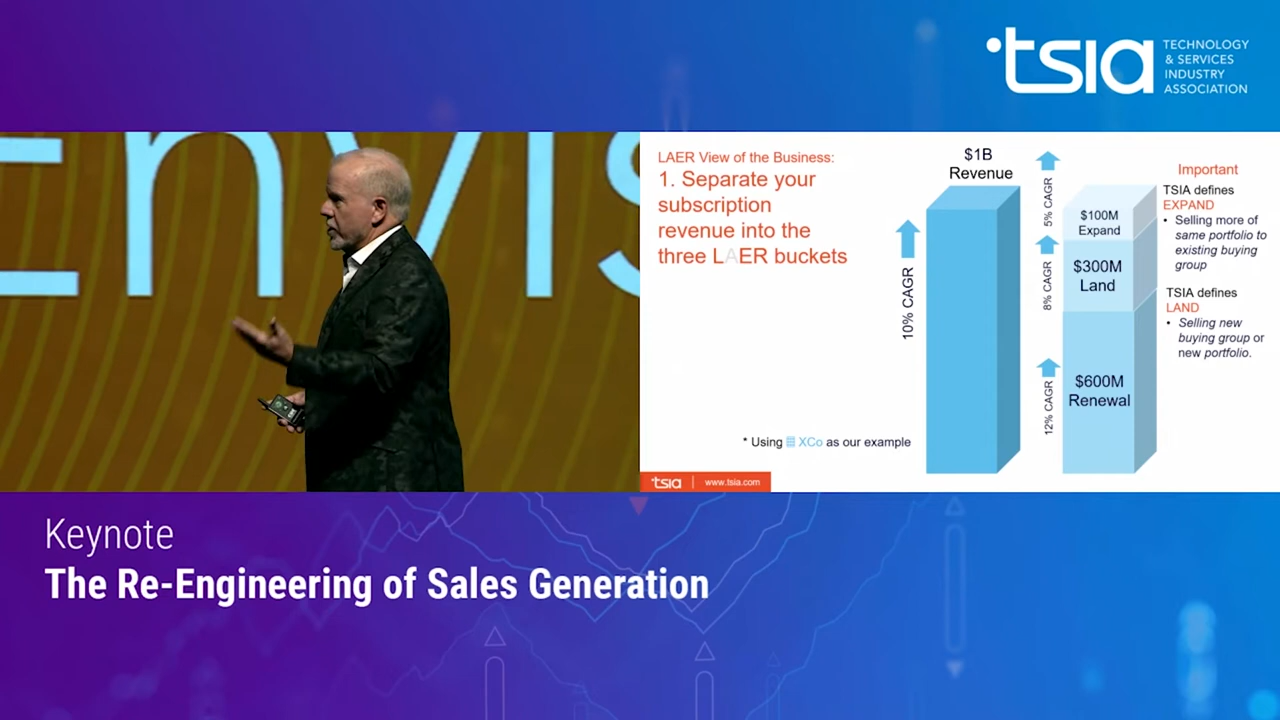 tsia
TECHNOLOGY
& SERVICES
INDUSTRY
ASSOCIATION
Envis
LAER View of the Business:
1. Separate your
subscription
revenue into the
three LAER buckets
* Using XCo as our example
10% CAGR
$1B
Revenue
5% CAGR
8% CAGR
12% CAGR
$100M
Expand
$300M
Land
$600M
Renewal
Important
TSIA defines
EXPAND
• Selling more of
same portfolio to
existing buying
group
TSIA defines
LAND
• Selling new
buying group or
new portfolio.
tsia | www.tsia.com
Keynote
The Re-Engineering of Sales Generation